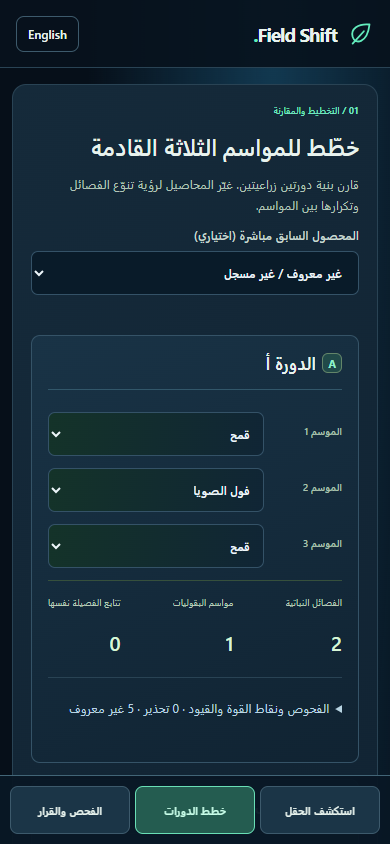 Field Shift.
English
01 / التخطيط والمقارنة
خطّط للمواسم الثلاثة القادمة
قارن بنية دورتين زراعيتين. غيّر المحاصيل لرؤية تنوّع الفصائل
وتكرارها بين المواسم.
المحصول السابق مباشرة (اختياري)
غير معروف / غير مسجل
A الدورة أ
الموسم 1
قمح
الموسم 2
فول الصويا
الموسم 3
قمح
الفصائل النباتية
مواسم البقوليات
تتابع الفصيلة نفسها
2
1
0
الفحوص ونقاط القوة والقيود · 0 تحذير · 5 غير معروف
استكشف الحقل
خطط الدورات
الفحص والقرار